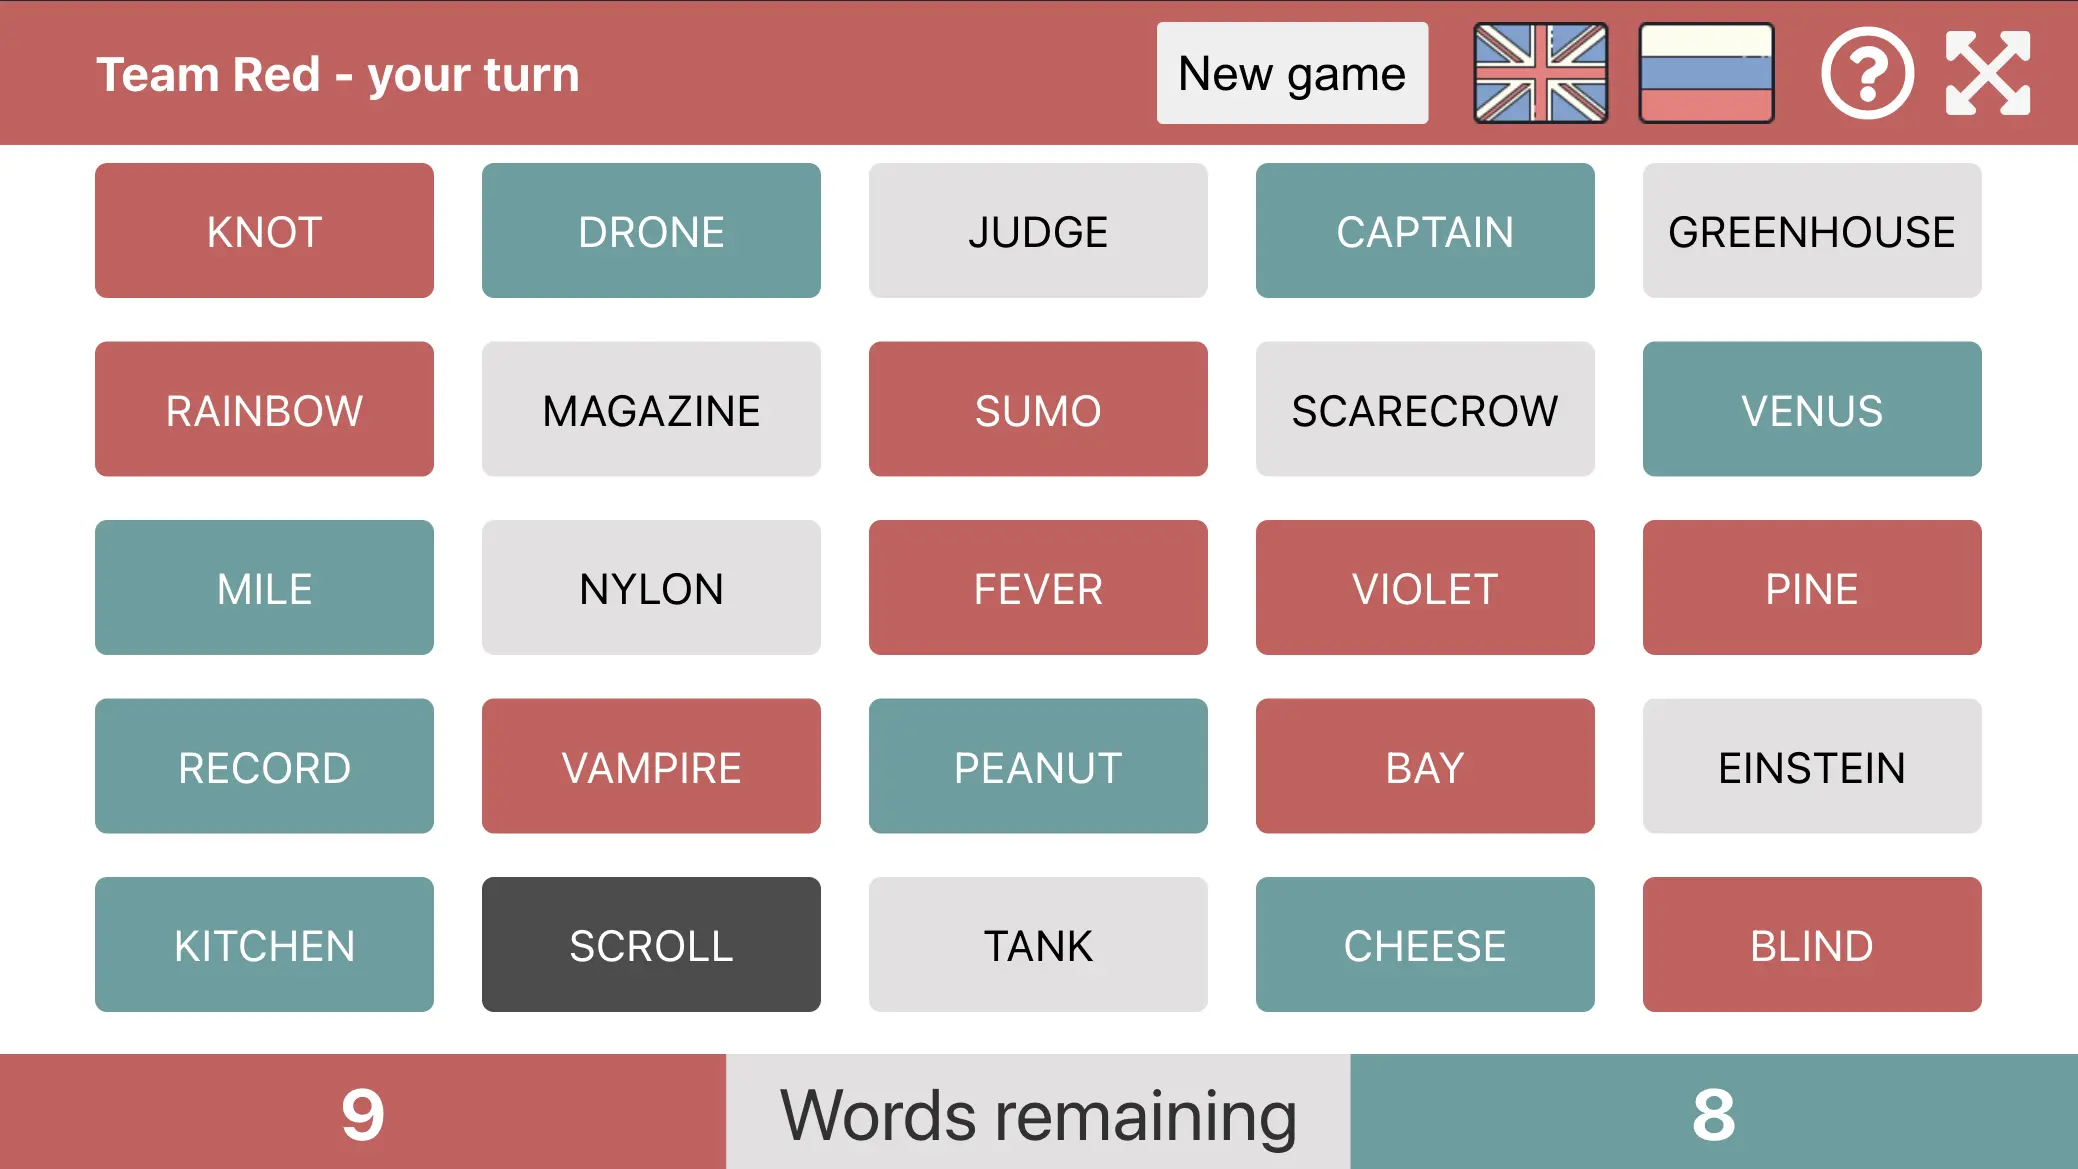 Team Red - your turn
New game
KNOT
DRONE
JUDGE
CAPTAIN
GREENHOUSE
RAINBOW
MAGAZINE
SUMO
SCARECROW
VENUS
MILE
NYLON
FEVER
VIOLET
PINE
RECORD
VAMPIRE
PEANUT
BAY
EINSTEIN
KITCHEN
SCROLL
TANK
CHEESE
BLIND
9
Words remaining
8